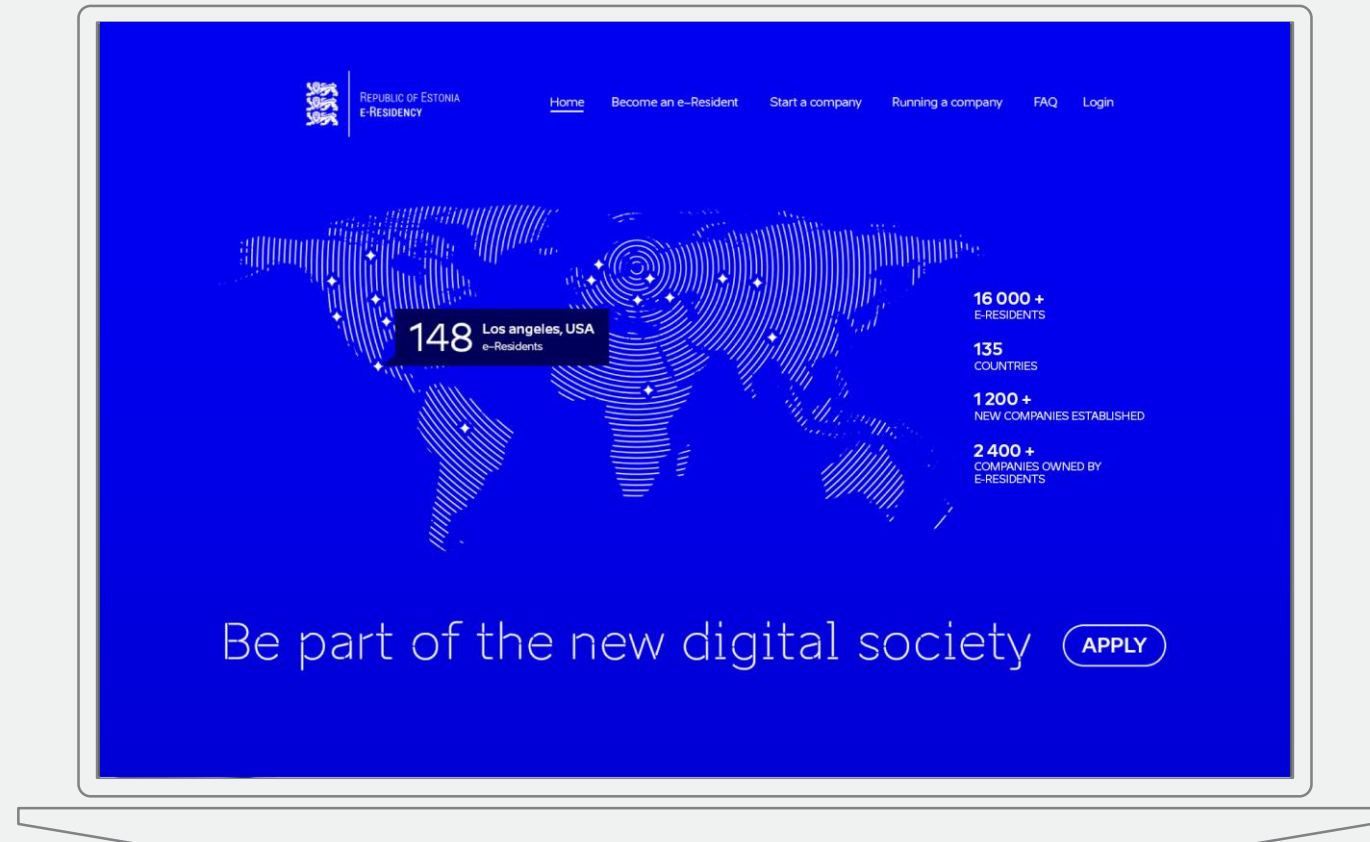 REPUBLIC OF ESTONIA
E-RESIDENCY
Home Become an e-Resident Start a company Running a company FAQ Login
148 Los angeles, USA
e-Residents
16 000 +
E-RESIDENTS
135
COUNTRIES
1 200 +
NEW COMPANIES ESTABLISHED
2 400 +
COMPANIES OWNED BY
E-RESIDENTS
Be part of the new digital society APPLY